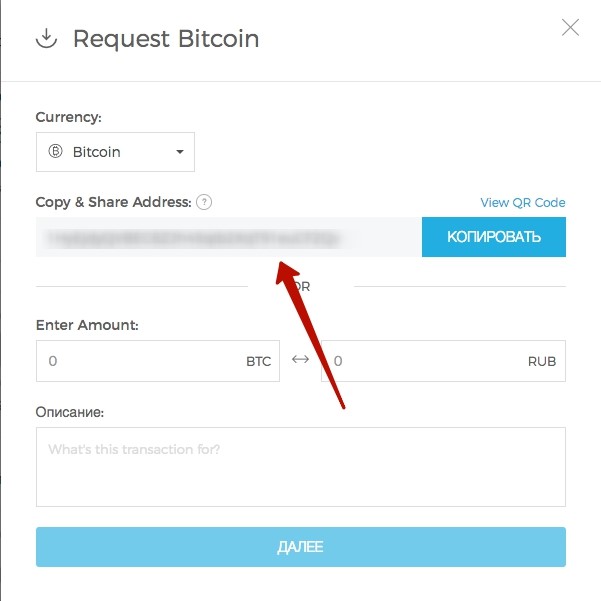 Request Bitcoin
Currency:
Bitcoin
Copy & Share Address: ?
View QR Code
КОПИРОВАТЬ
OR
Enter Amount:
0 BTC
0 RUB
Описание:
What's this transaction for?
ДАЛЕЕ